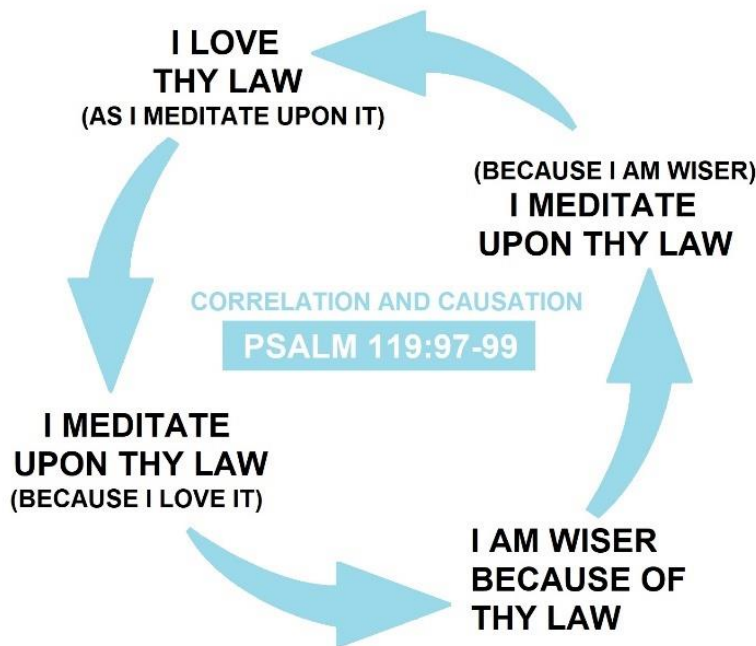 I LOVE
THY LAW
(AS I MEDITATE UPON IT)
(BECAUSE I AM WISER)
I MEDITATE
UPON THY LAW
CORRELATION AND CAUSATION
PSALM 119:97-99
I MEDITATE
UPON THY LAW
(BECAUSE I LOVE IT)
I AM WISER
BECAUSE OF
THY LAW